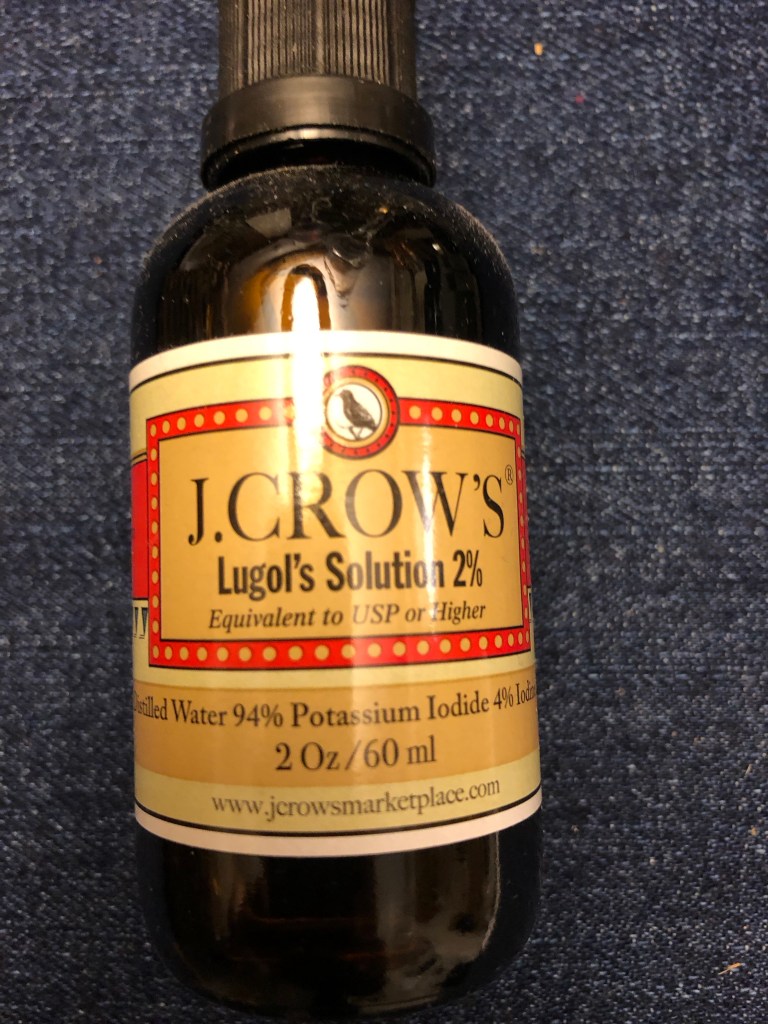 J.CROW'S®
Lugol's Solution 2%
Equivalent to USP or Higher
Distilled Water 94% Potassium Iodide 4% Iodine
2 Oz/60 ml
www.jcrowsmarketplace.com